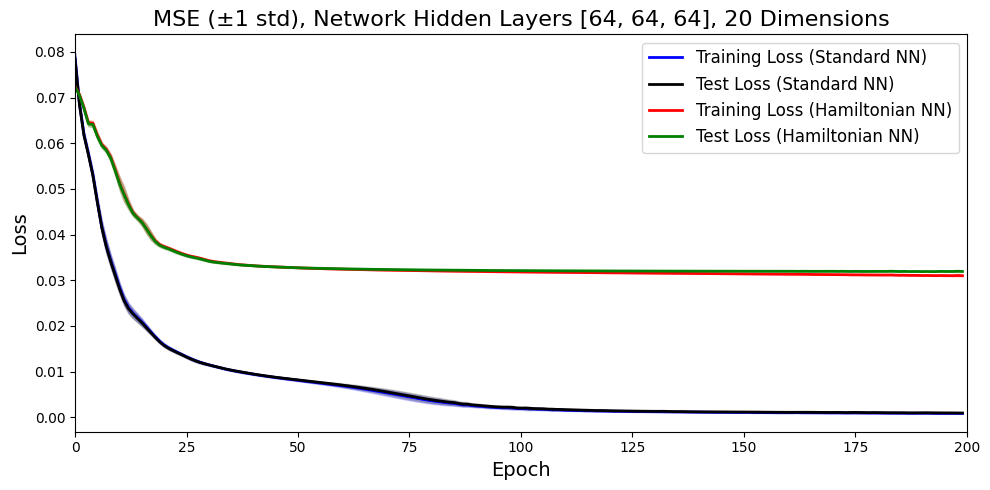 MSE (±1 std), Network Hidden Layers [64, 64, 64], 20 Dimensions
Loss
0.08
0.07
0.06
0.05
0.04
0.03
0.02
0.01
0.00
Training Loss (Standard NN)
Test Loss (Standard NN)
Training Loss (Hamiltonian NN)
Test Loss (Hamiltonian NN)
0 25 50 75 100 125 150 175 200
Epoch